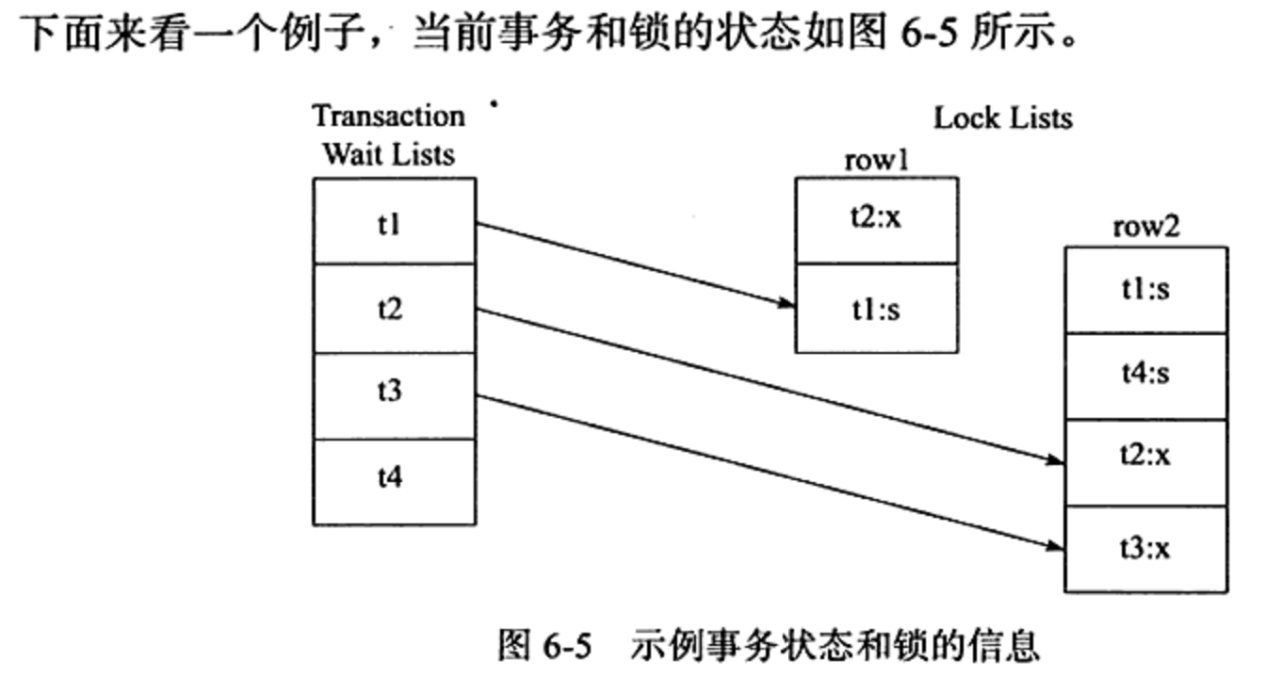 下面来看一个例子，当前事务和锁的状态如图 6-5 所示。
Transaction
Wait Lists
Lock Lists
t1
t2
t3
t4
row1
t2:x
t1:s
row2
t1:s
t4:s
t2:x
t3:x
图 6-5 示例事务状态和锁的信息